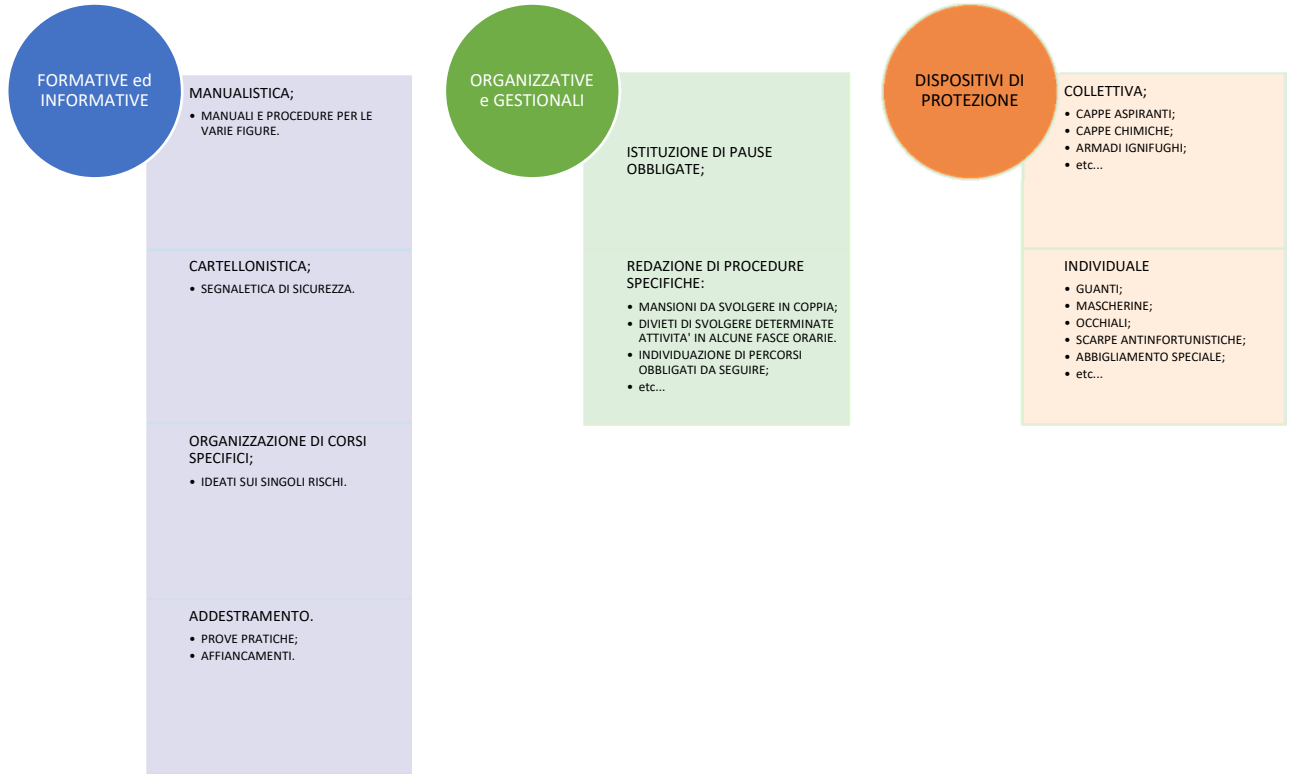 FORMATIVE ed
INFORMATIVE
MANUALISTICA;
• MANUALI E PROCEDURE PER LE
VARIE FIGURE.
CARTELLONISTICA;
• SEGNALETICA DI SICUREZZA.
ORGANIZZAZIONE DI CORSI
SPECIFICI;
• IDEATI SUI SINGOLI RISCHI.
ADDESTRAMENTO.
• PROVE PRATICHE;
• AFFIANCAMENTI.
ORGANIZZATIVE
e GESTIONALI
ISTITUZIONE DI PAUSE
OBBLIGATE;
REDAZIONE DI PROCEDURE
SPECIFICHE:
• MANSIONI DA SVOLGERE IN COPPIA;
• DIVIETI DI SVOLGERE DETERMINATE
ATTIVITA' IN ALCUNE FASCE ORARIE.
• INDIVIDUAZIONE DI PERCORSI
OBBLIGATI DA SEGUIRE;
• etc...
DISPOSITIVI DI
PROTEZIONE
COLLETTIVA;
• CAPPE ASPIRANTI;
• CAPPE CHIMICHE;
• ARMADI IGNIFUGHI;
• etc...
INDIVIDUALE
• GUANTI;
• MASCHERINE;
• OCCHIALI;
• SCARPE ANTINFORTUNISTICHE;
• ABBIGLIAMENTO SPECIALE;
• etc...